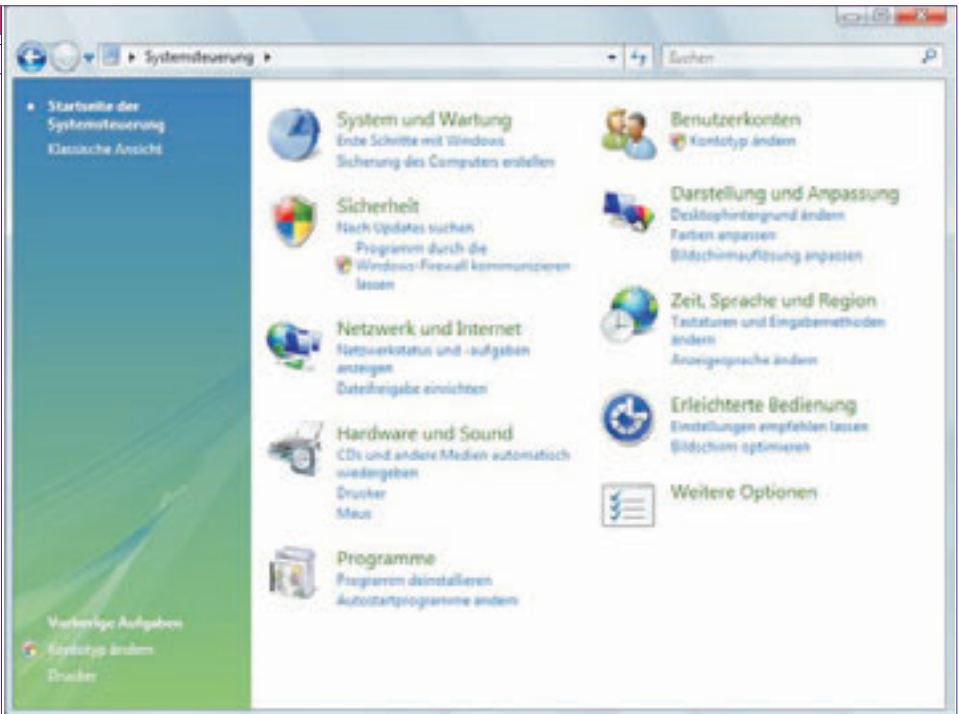 Systemsteuerung
Suchen
Startseite der
Systemsteuerung
Klassische Ansicht
System und Wartung
Erste Schritte mit Windows
Sicherung des Computers erstellen
Sicherheit
Nach Updates suchen
Programm durch die
Windows-Firewall kommunizieren
lassen
Netzwerk und Internet
Netzwerkstatus und -aufgaben
anzeigen
Dateifreigabe einrichten
Hardware und Sound
CDs und andere Medien automatisch
wiedergeben
Drucker
Maus
Programme
Programm deinstallieren
Autostartprogramme ändern
Benutzerkonten
Kontotyp ändern
Darstellung und Anpassung
Desktophintergrund ändern
Farben anpassen
Bildschirmauflösung anpassen
Zeit, Sprache und Region
Tastaturen und Eingabemethoden
ändern
Anzeigesprache ändern
Erleichterte Bedienung
Einstellungen empfehlen lassen
Bildschirm optimieren
Weitere Optionen
Vorherige Aufgaben
Kontotyp ändern
Drucker